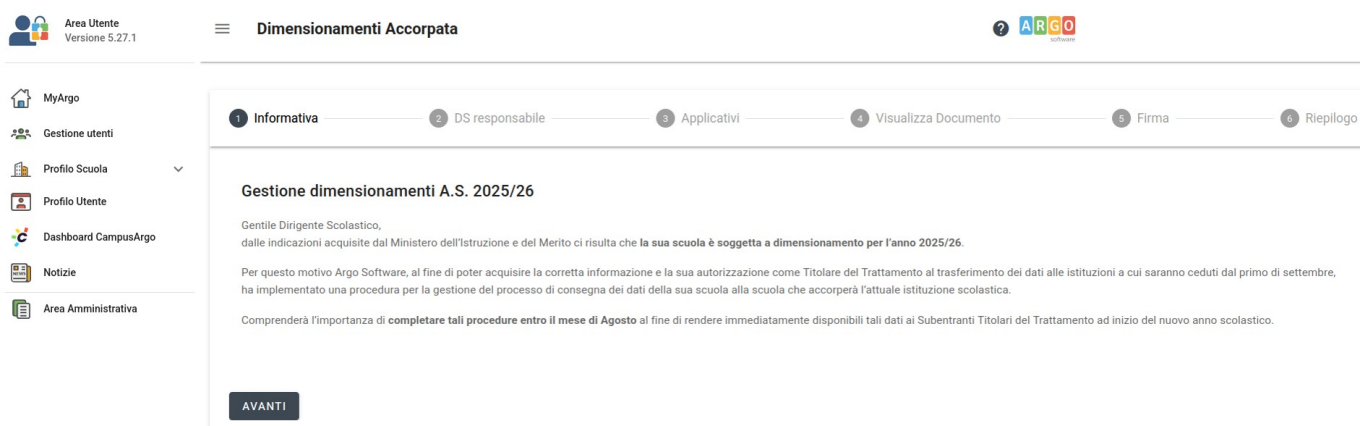 Area Utente
Versione 5.27.1
Dimensionamenti Accorpata
?
ARGO
software
MyArgo
Gestione utenti
Profilo Scuola
Profilo Utente
Dashboard CampusArgo
NEWS
Notizie
Area Amministrativa
1 Informativa
2 DS responsabile
3 Applicativi
4 Visualizza Documento
5 Firma
6 Riepilogo
Gestione dimensionamenti A.S. 2025/26
Gentile Dirigente Scolastico,
dalle indicazioni acquisite dal Ministero dell'Istruzione e del Merito ci risulta che la sua scuola è soggetta a dimensionamento per l'anno 2025/26.
Per questo motivo Argo Software, al fine di poter acquisire la corretta informazione e la sua autorizzazione come Titolare del Trattamento al trasferimento dei dati alle istituzioni a cui saranno ceduti dal primo di settembre,
ha implementato una procedura per la gestione del processo di consegna dei dati della sua scuola alla scuola che accorperà l'attuale istituzione scolastica.
Comprenderà l'importanza di completare tali procedure entro il mese di Agosto al fine di rendere immediatamente disponibili tali dati ai Subentranti Titolari del Trattamento ad inizio del nuovo anno scolastico.
AVANTI